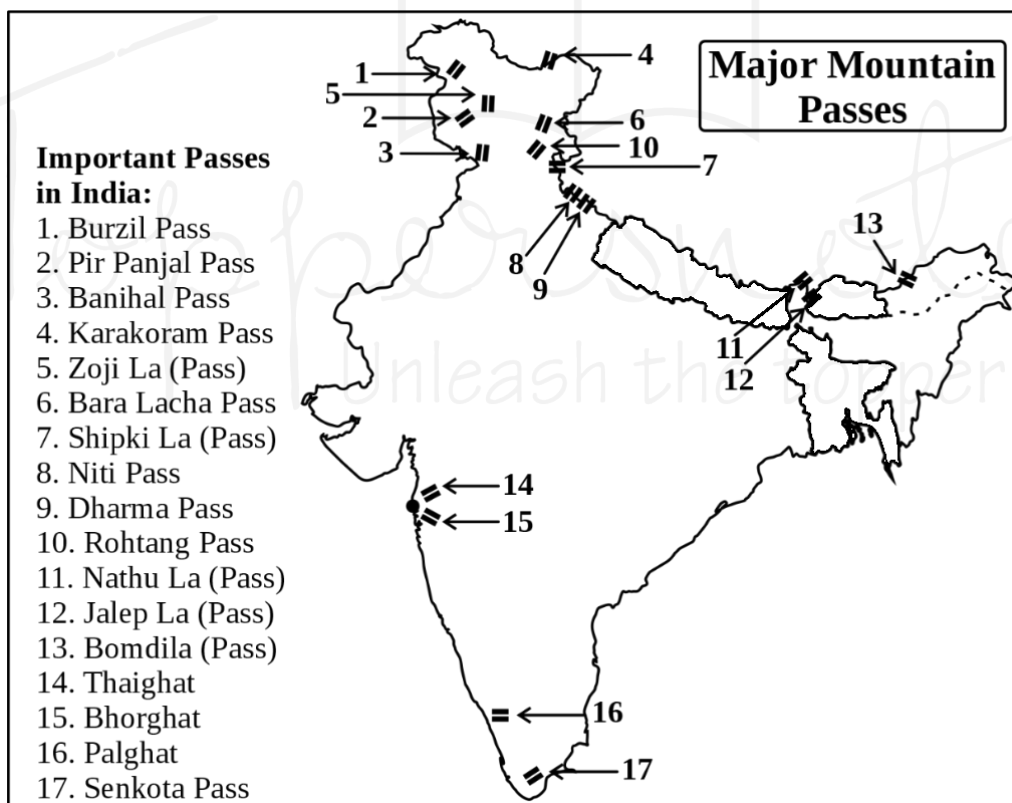 Major Mountain
Passes
Important Passes
in India:
1. Burzil Pass
2. Pir Panjal Pass
3. Banihal Pass
4. Karakoram Pass
5. Zoji La (Pass)
6. Bara Lacha Pass
7. Shipki La (Pass)
8. Niti Pass
9. Dharma Pass
10. Rohtang Pass
11. Nathu La (Pass)
12. Jalep La (Pass)
13. Bomdila (Pass)
14. Thaighat
15. Bhorghat
16. Palghat
17. Senkota Pass
1
5
2
3
4
6
10
7
8
9
13
11
12
14
15
16
17
Unleash the topper